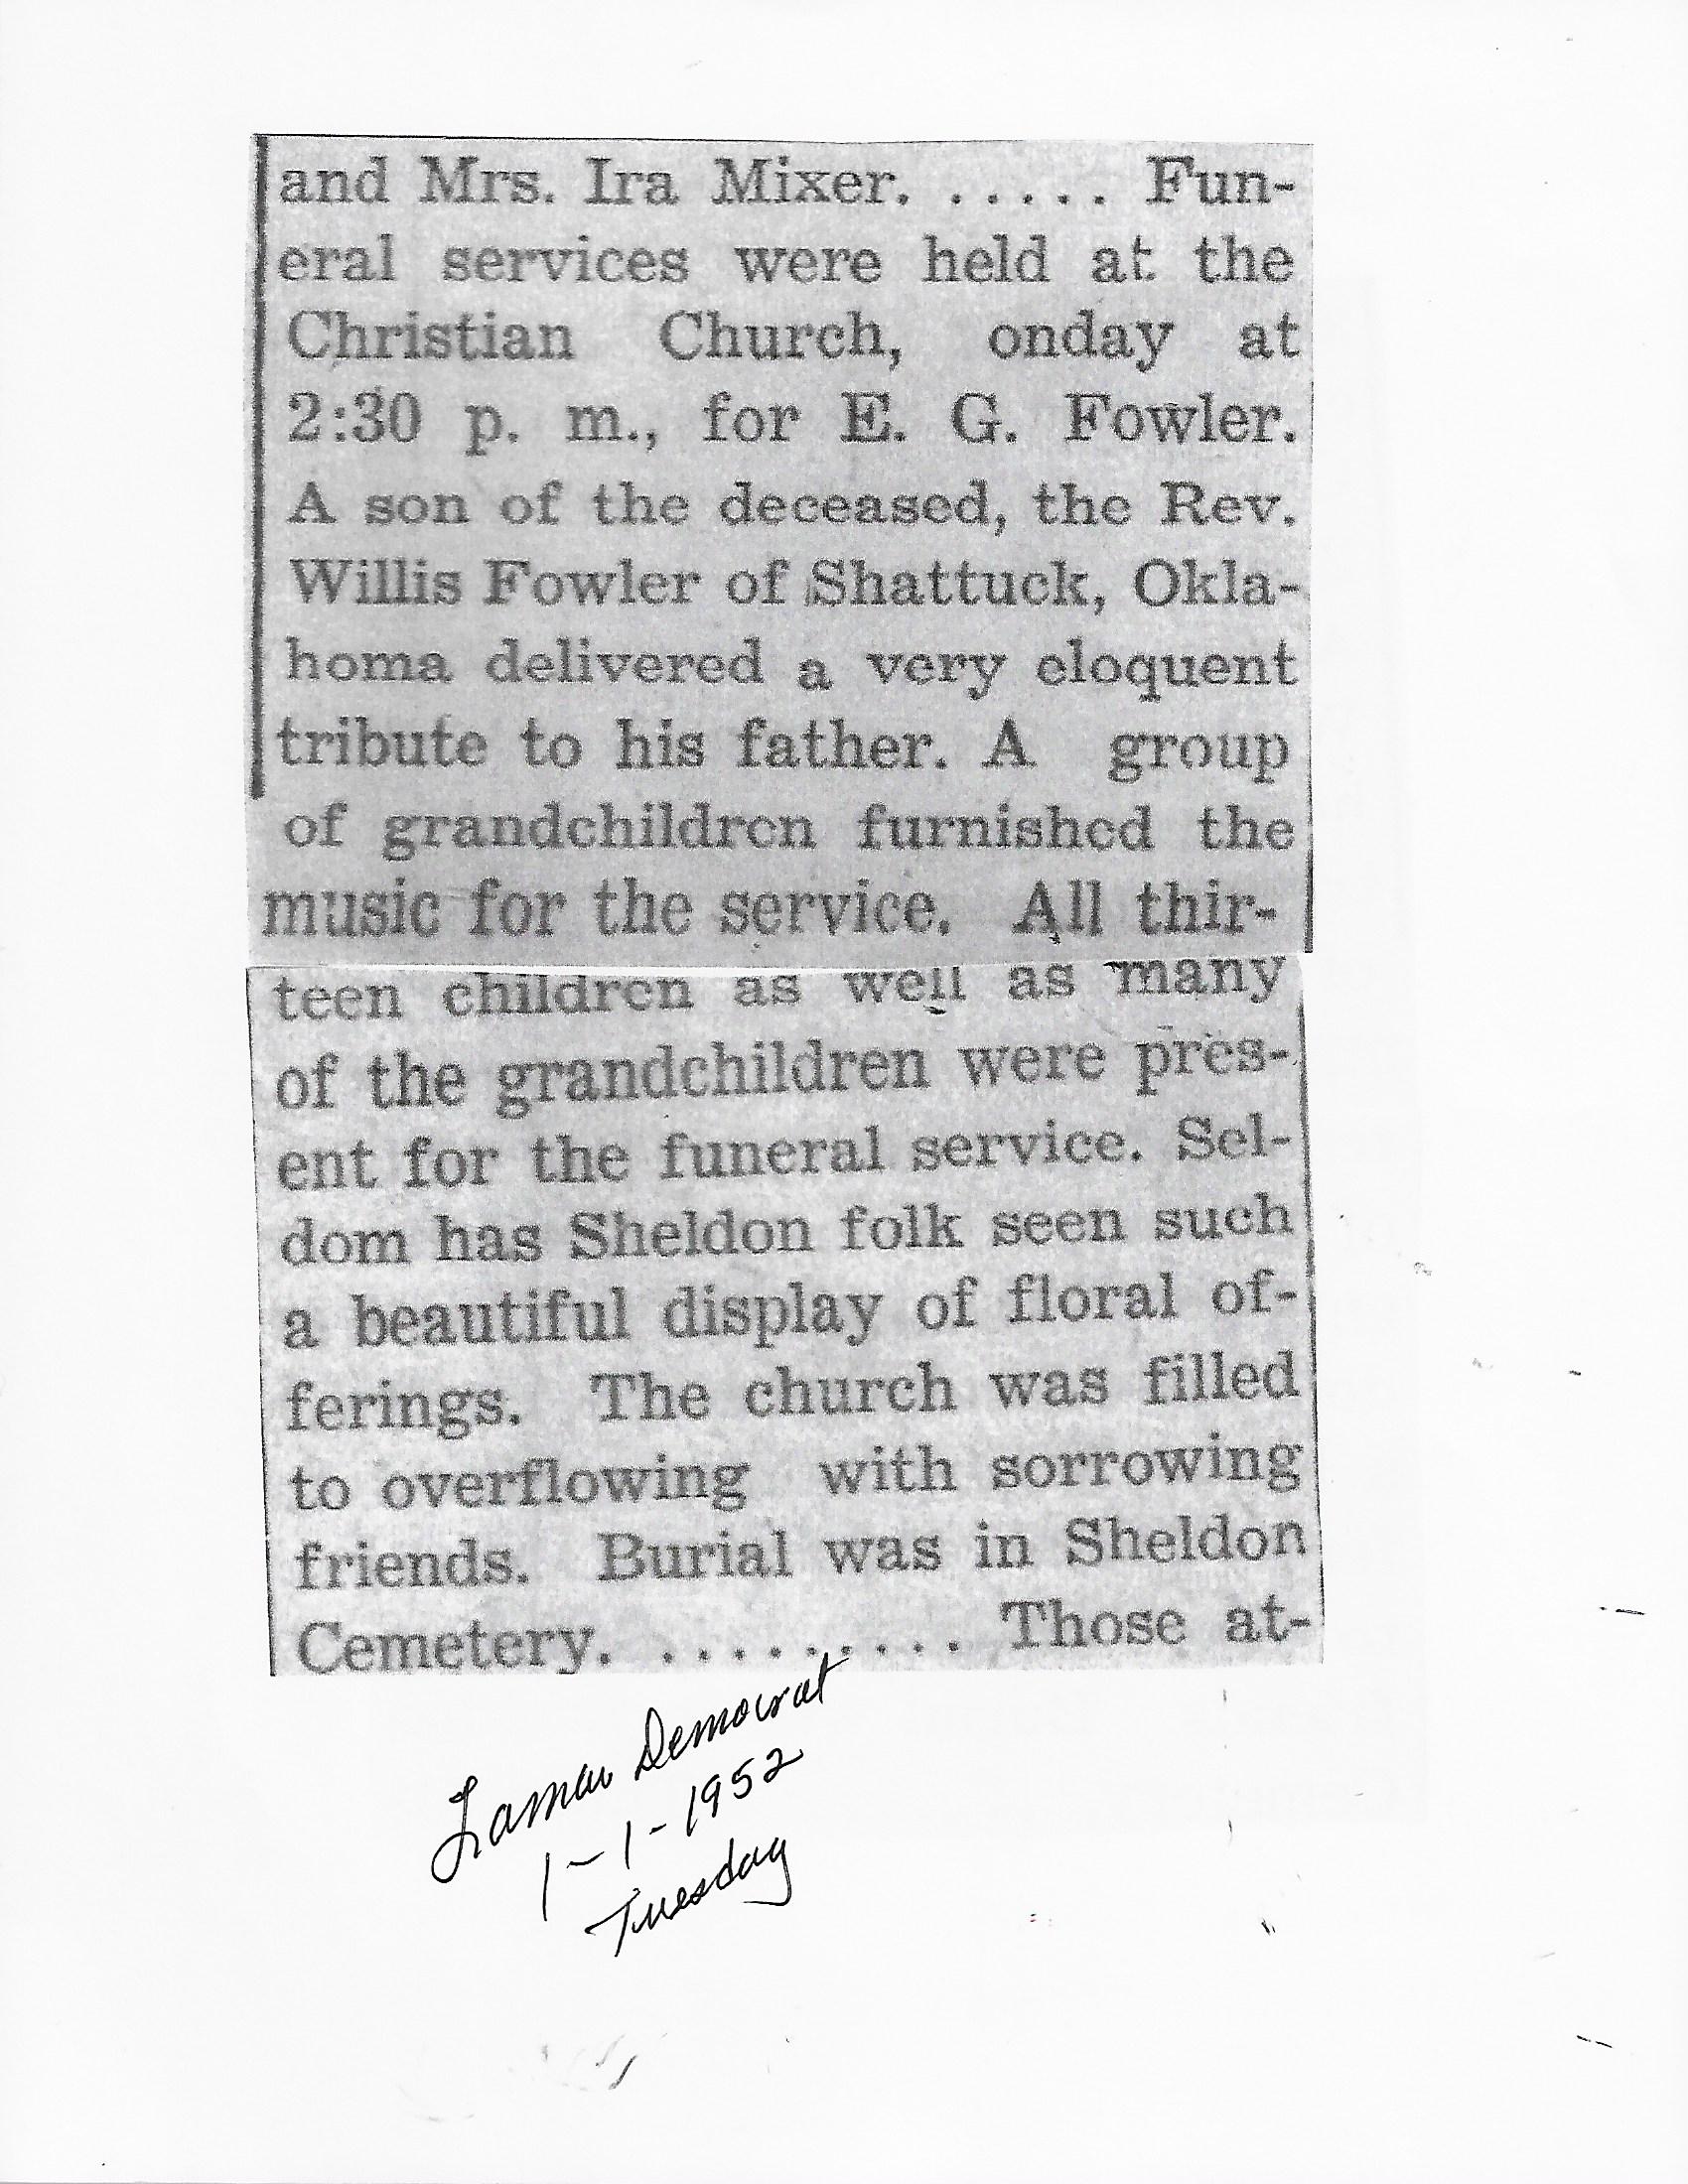 and Mrs. Ira Mixer. ..... Fun-
eral services were held at the
Christian Church, onday at
2:30 p. m., for E. G. Fowler.
A son of the deceased, the Rev.
Willis Fowler of Shattuck, Okla-
homa delivered a very eloquent
tribute to his father. A group
of grandchildren furnished the
music for the service. All thir-
teen children as well as many
of the grandchildren were pres-
ent for the funeral service. Sel-
dom has Sheldon folk seen such
a beautiful display of floral of-
ferings. The church was filled
to overflowing with sorrowing
friends. Burial was in Sheldon
Cemetery. ......... Those at-
Lamar Democrat
1-1-1952
Tuesday